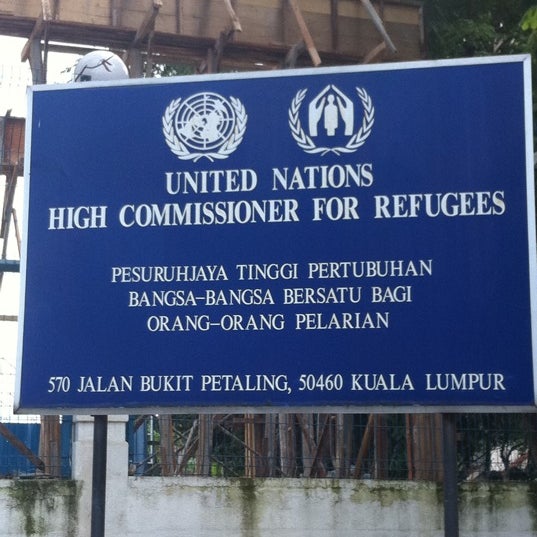 UNITED NATIONS
HIGH COMMISSIONER FOR REFUGEES
PESURUHJAYA TINGGI PERTUBUHAN
BANGSA-BANGSA BERSATU BAGI
ORANG-ORANG PELARIAN
570 JALAN BUKIT PETALING, 50460 KUALA LUMPUR